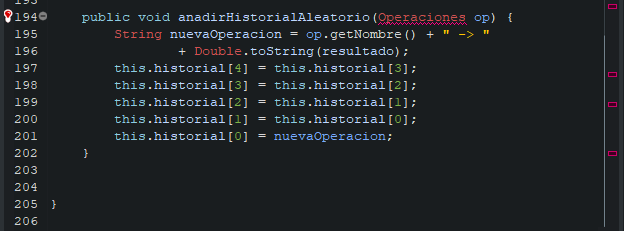 193
194 public void anadirHistorialAleatorio(Operaciones op) {
195 String nuevaOperacion = op.getNombre() + " -> "
196 + Double.toString(resultado);
197 this.historial[4] = this.historial[3];
198 this.historial[3] = this.historial[2];
199 this.historial[2] = this.historial[1];
200 this.historial[1] = this.historial[0];
201 this.historial[0] = nuevaOperacion;
202 }
203
204
205 }
206